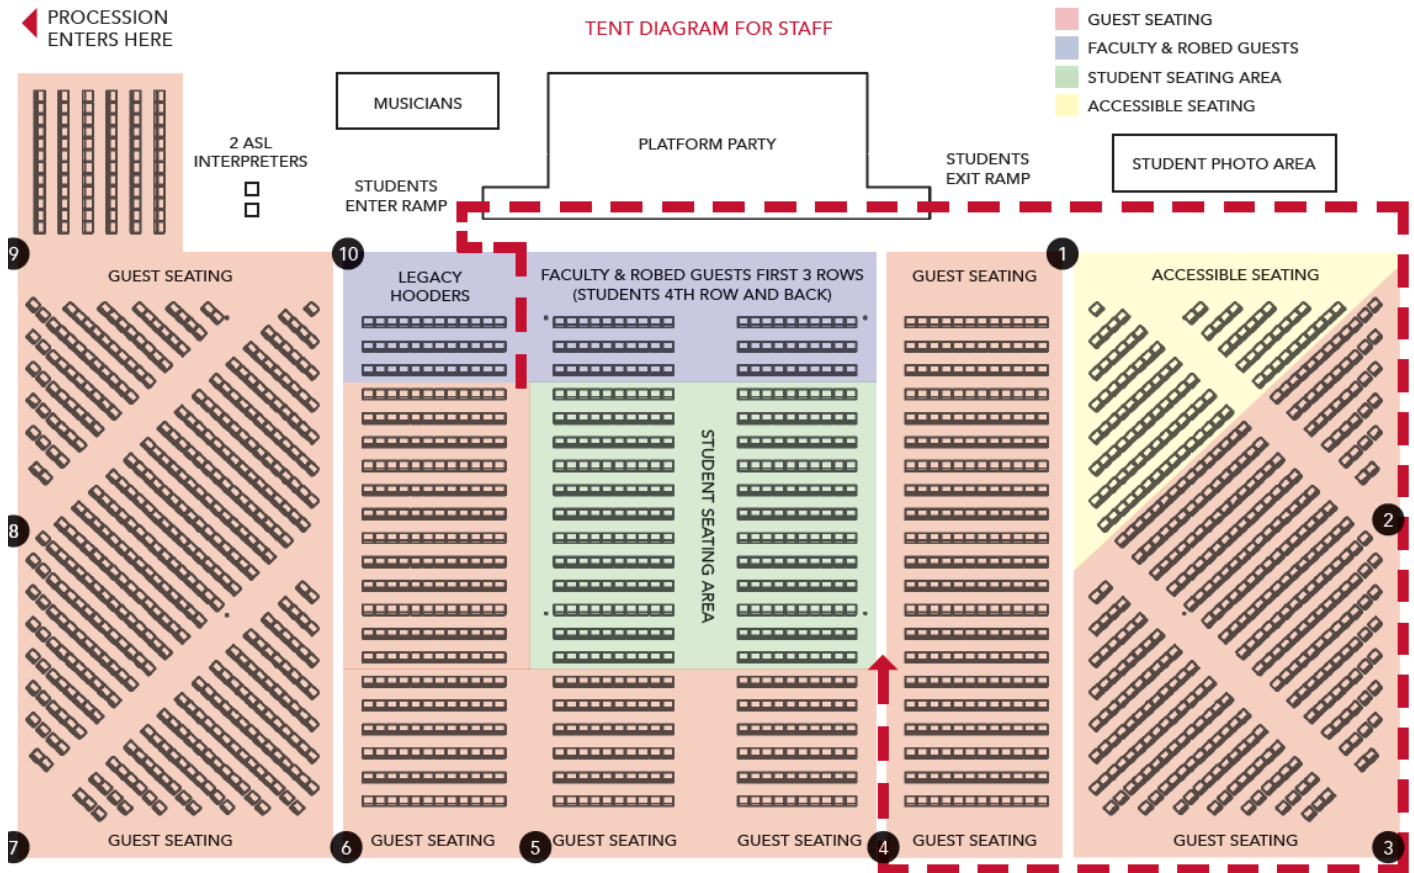 PROCESSION
ENTERS HERE
TENT DIAGRAM FOR STAFF
GUEST SEATING
FACULTY & ROBED GUESTS
STUDENT SEATING AREA
ACCESSIBLE SEATING
MUSICIANS
PLATFORM PARTY
2 ASL
INTERPRETERS
STUDENTS
ENTER RAMP
STUDENTS
EXIT RAMP
STUDENT PHOTO AREA
9
10
1
GUEST SEATING
LEGACY
HOODERS
FACULTY & ROBED GUESTS FIRST 3 ROWS
(STUDENTS 4TH ROW AND BACK)
GUEST SEATING
ACCESSIBLE SEATING
STUDENT SEATING AREA
8
2
7
GUEST SEATING
6
GUEST SEATING
5
GUEST SEATING
GUEST SEATING
4
GUEST SEATING
GUEST SEATING
3